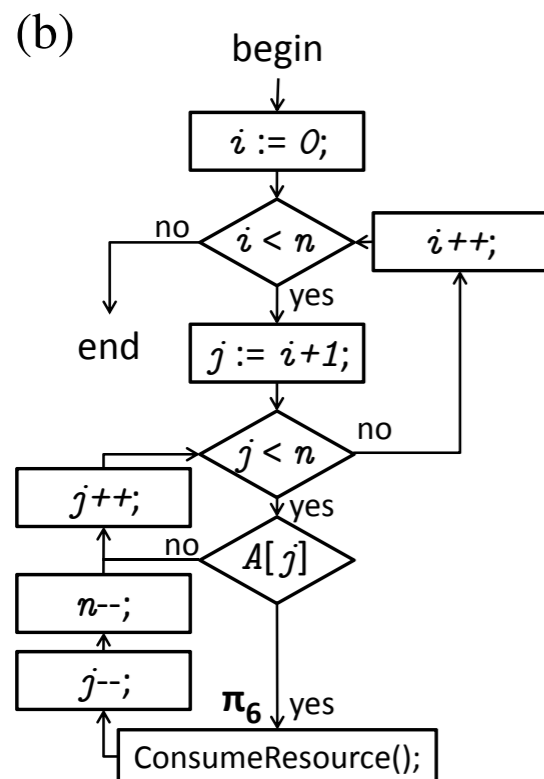 (b)
begin
i := 0;
i < n
no
i++;
yes
end
j := i+1;
j < n
no
j++;
yes
no
A[j]
n--;
j--;
π6
yes
ConsumeResource();